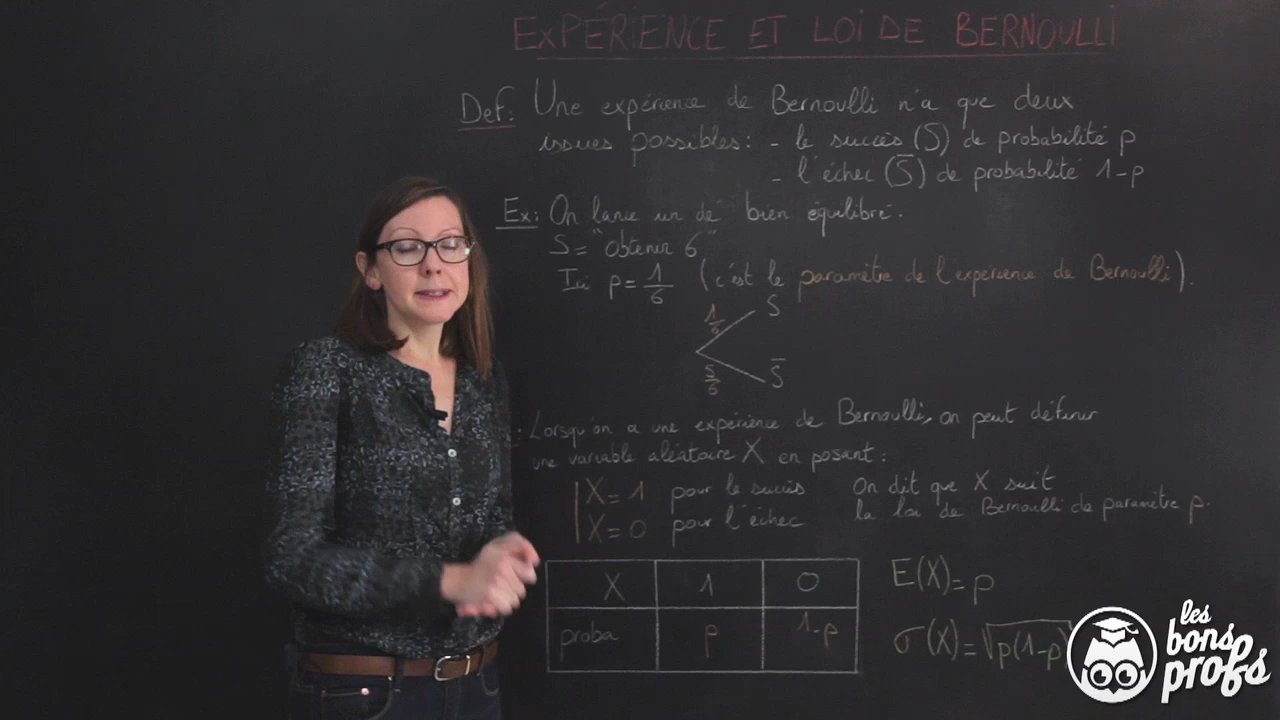 EXPÉRIENCE ET LOI DE BERNOULLI
Def: Une expérience de Bernoulli n'a que deux
issues possibles: - le succès (S) de probabilité p
- l'échec (S̅) de probabilité 1-p
Ex: On lance un dé bien équilibré.
S = "obtenir 6"
Ici p = 1/6 (c'est le paramètre de l'expérience de Bernoulli).
1/6 S
5/6 S̅
: Lorsqu'on a une expérience de Bernoulli, on peut définir
une variable aléatoire X en posant:
X = 1 pour le succès On dit que X suit
X = 0 pour l'échec la loi de Bernoulli de paramètre p.
X 1 0 E(X) = p
proba p 1-p σ(X) = √p(1-p)
les bons profs